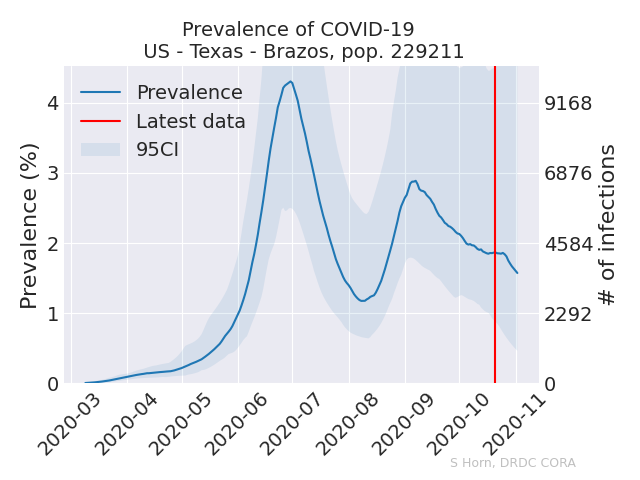 Prevalence of COVID-19
US - Texas - Brazos, pop. 229211
Prevalence
Latest data
95CI
Prevalence (%)
4
3
2
1
0
9168
6876
4584
2292
0
# of infections
2020-03
2020-04
2020-05
2020-06
2020-07
2020-08
2020-09
2020-10
2020-11
S Horn, DRDC CORA